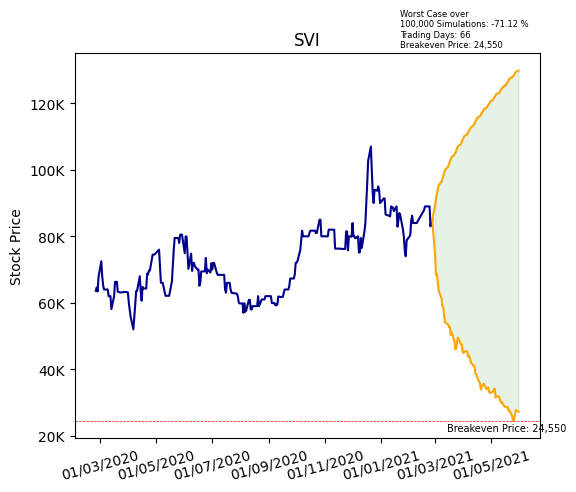 Worst Case over
100,000 Simulations: -71.12 %
Trading Days: 66
Breakeven Price: 24,550
SVI
Stock Price
120K
100K
80K
60K
40K
20K
Breakeven Price: 24,550
01/03/2020
01/05/2020
01/07/2020
01/09/2020
01/11/2020
01/01/2021
01/03/2021
01/05/2021